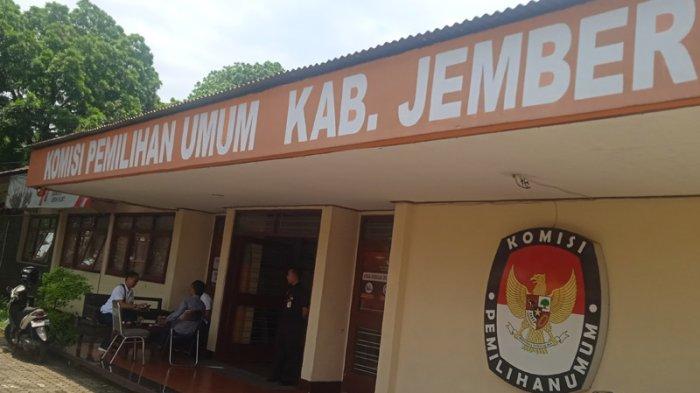 KOMISI PEMILIHAN UMUM KAB. JEMBER
KOMISI
PEMILIHAN UMUM